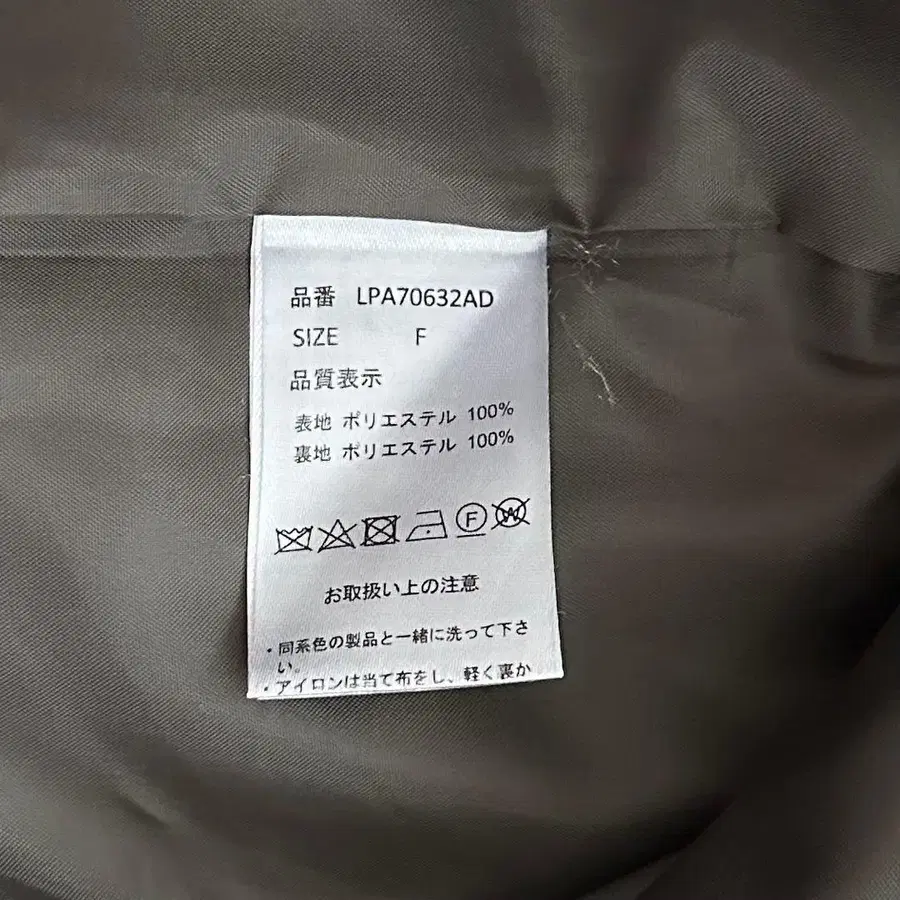 品番 LPA70632AD
SIZE F
品質表示
表地 ポリエステル 100%
裏地 ポリエステル 100%
F W
お取扱い上の注意
・同系色の製品と一緒に洗って下さ
い。
・アイロンは当て布をし、軽く裏か